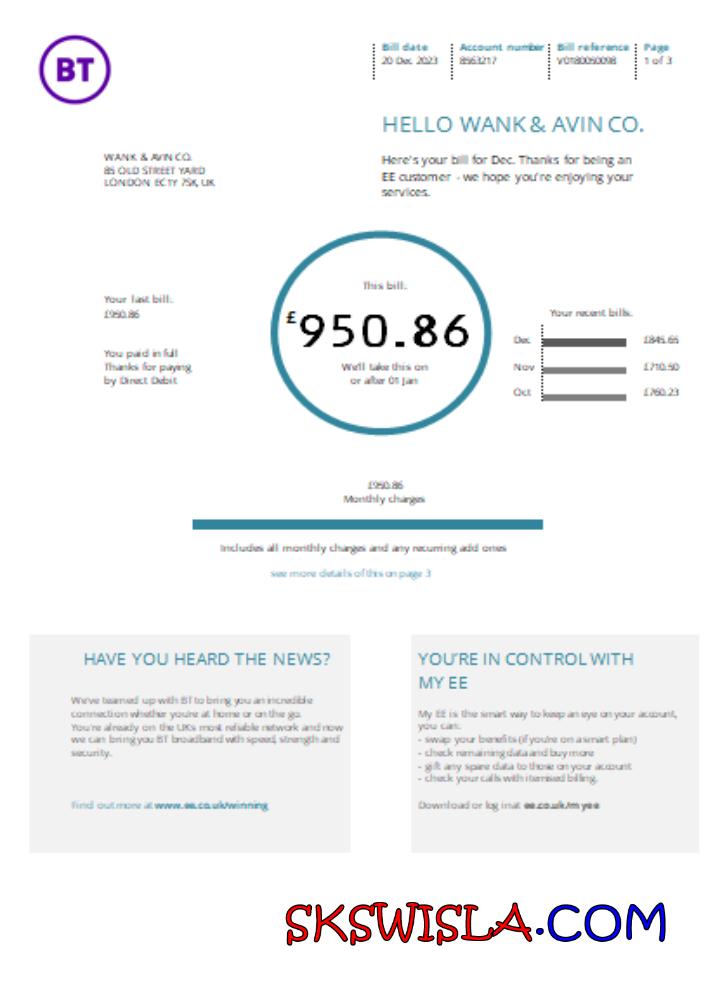 BT
Bill date Account number Bill reference Page
20 Dec 2023 8563217 V0180050098 1 of 3
HELLO WANK & AVIN CO.
WANK & AVIN CO.
85 OLD STREET YARD
LONDON EC1Y 7SK, UK
Here's your bill for Dec. Thanks for being an
EE customer - we hope you're enjoying your
services.
Your last bill.
£950.86
You paid in full
Thanks for paying
by Direct Debit
This bill.
£950.86
We'll take this on
or after 01 Jan
Your recent bills.
Dec £845.65
Nov £710.50
Oct £760.23
£950.86
Monthly charges
Includes all monthly charges and any recurring add ones
see more details of this on page 3
HAVE YOU HEARD THE NEWS?
We've teamed up with BT to bring you an incredible
connection whether you're at home or on the go.
You're already on the UKs most reliable network and now
we can bring you BT broadband with speed, strength and
security.
Find out more at www.ee.co.uk/winning
YOU'RE IN CONTROL WITH
MY EE
My EE is the smart way to keep an eye on your account,
you can:
- swap your benefits (if you're on a smart plan)
- check remaining data and buy more
- gift any spare data to those on your account
- check your calls with itemised billing.
Download or log in at ee.co.uk/myee
SKSWISLA.COM